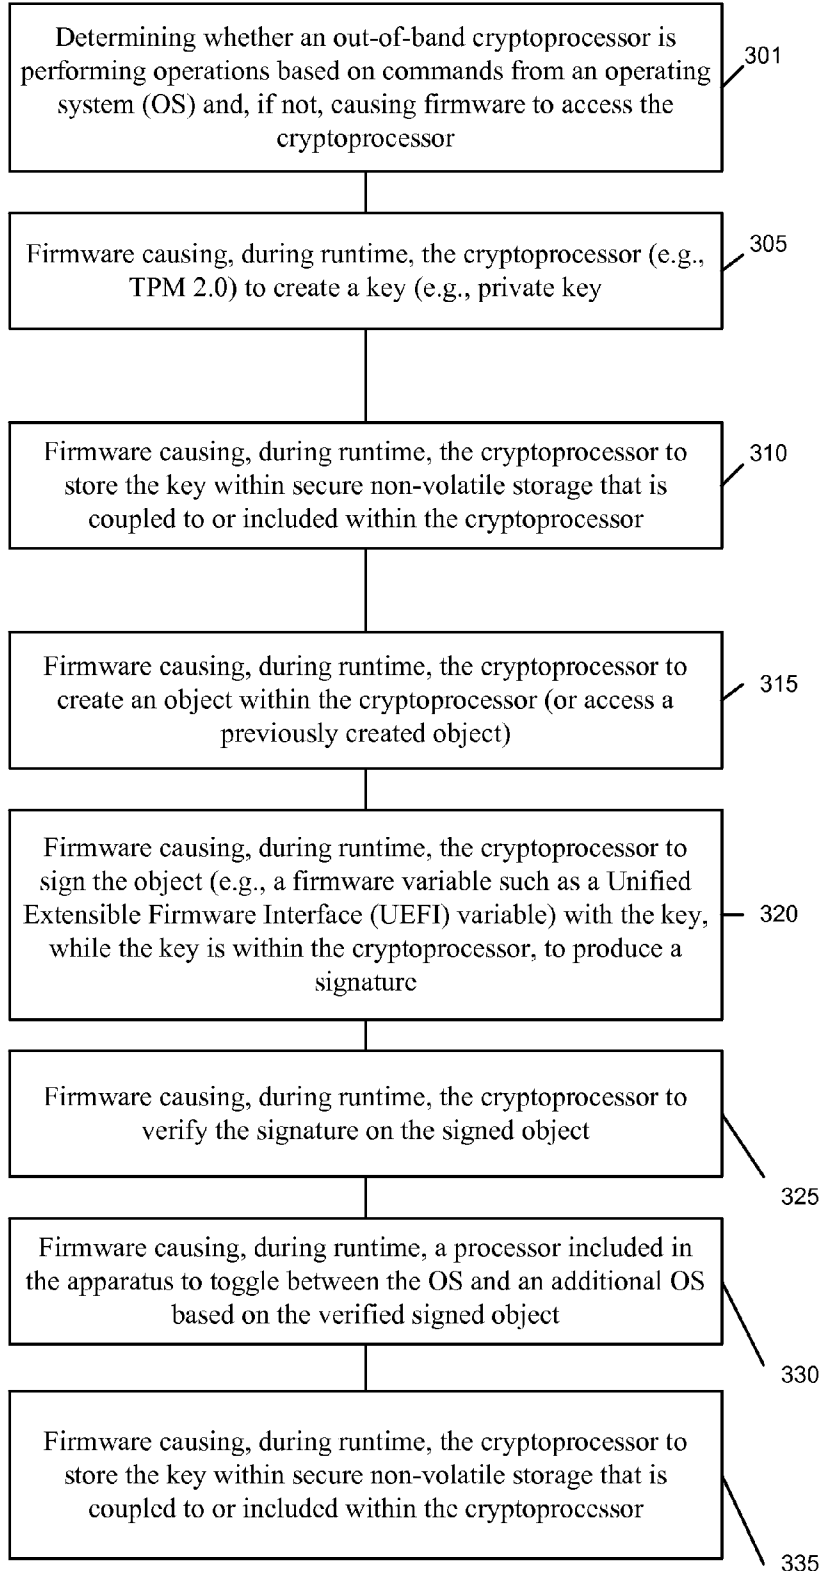 Determining whether an out-of-band cryptoprocessor is
performing operations based on commands from an operating
system (OS) and, if not, causing firmware to access the
cryptoprocessor
301
Firmware causing, during runtime, the cryptoprocessor (e.g.,
TPM 2.0) to create a key (e.g., private key
305
Firmware causing, during runtime, the cryptoprocessor to
store the key within secure non-volatile storage that is
coupled to or included within the cryptoprocessor
310
Firmware causing, during runtime, the cryptoprocessor to
create an object within the cryptoprocessor (or access a
previously created object)
315
Firmware causing, during runtime, the cryptoprocessor to
sign the object (e.g., a firmware variable such as a Unified
Extensible Firmware Interface (UEFI) variable) with the key,
while the key is within the cryptoprocessor, to produce a
signature
320
Firmware causing, during runtime, the cryptoprocessor to
verify the signature on the signed object
325
Firmware causing, during runtime, a processor included in
the apparatus to toggle between the OS and an additional OS
based on the verified signed object
330
Firmware causing, during runtime, the cryptoprocessor to
store the key within secure non-volatile storage that is
coupled to or included within the cryptoprocessor
335